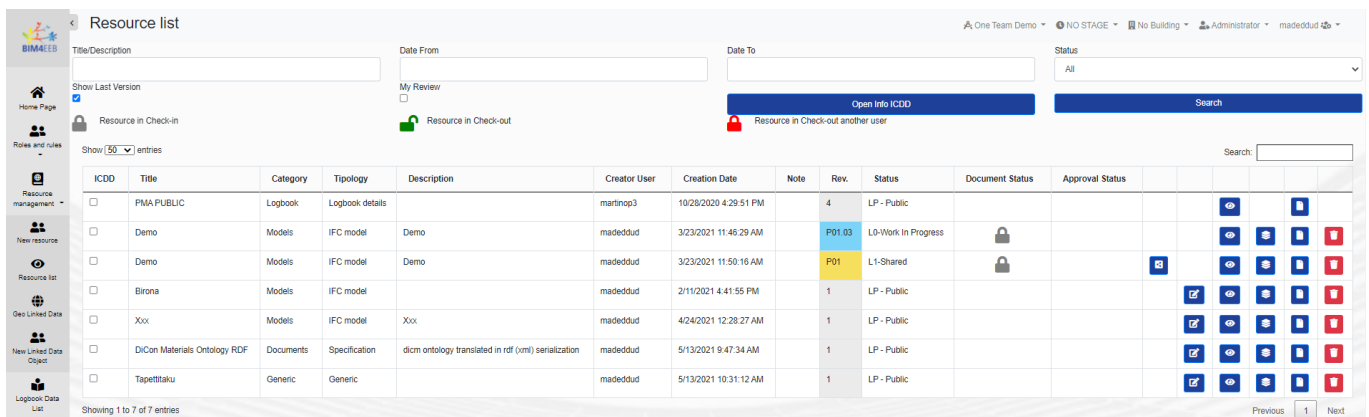 BIM4EEB
Home Page
Roles and rules
Resource management
New resource
Resource list
Geo Linked Data
New Linked Data Object
Logbook Data List
Resource list
One Team Demo NO STAGE No Building Administrator madeddud
Title/Description Date From Date To Status
All
Show Last Version My Review
Open Info ICDD Search
Resource in Check-in Resource in Check-out Resource in Check-out another user
Show 50 entries Search:
ICDD Title Category Tipology Description Creator User Creation Date Note Rev. Status Document Status Approval Status
PMA PUBLIC Logbook Logbook details martinop3 10/28/2020 4:29:51 PM 4 LP - Public
Demo Models IFC model Demo madeddud 3/23/2021 11:46:29 AM P01.03 L0-Work In Progress
Demo Models IFC model Demo madeddud 3/23/2021 11:50:16 AM P01 L1-Shared
Birona Models IFC model madeddud 2/11/2021 4:41:55 PM 1 LP - Public
Xxx Models IFC model Xxx madeddud 4/24/2021 12:28:27 AM 1 LP - Public
DiCon Materials Ontology RDF Documents Specification dicm ontology translated in rdf (xml) serialization madeddud 5/13/2021 9:47:34 AM 1 LP - Public
Tapettitaku Generic Generic madeddud 5/13/2021 10:31:12 AM 1 LP - Public
Showing 1 to 7 of 7 entries Previous 1 Next